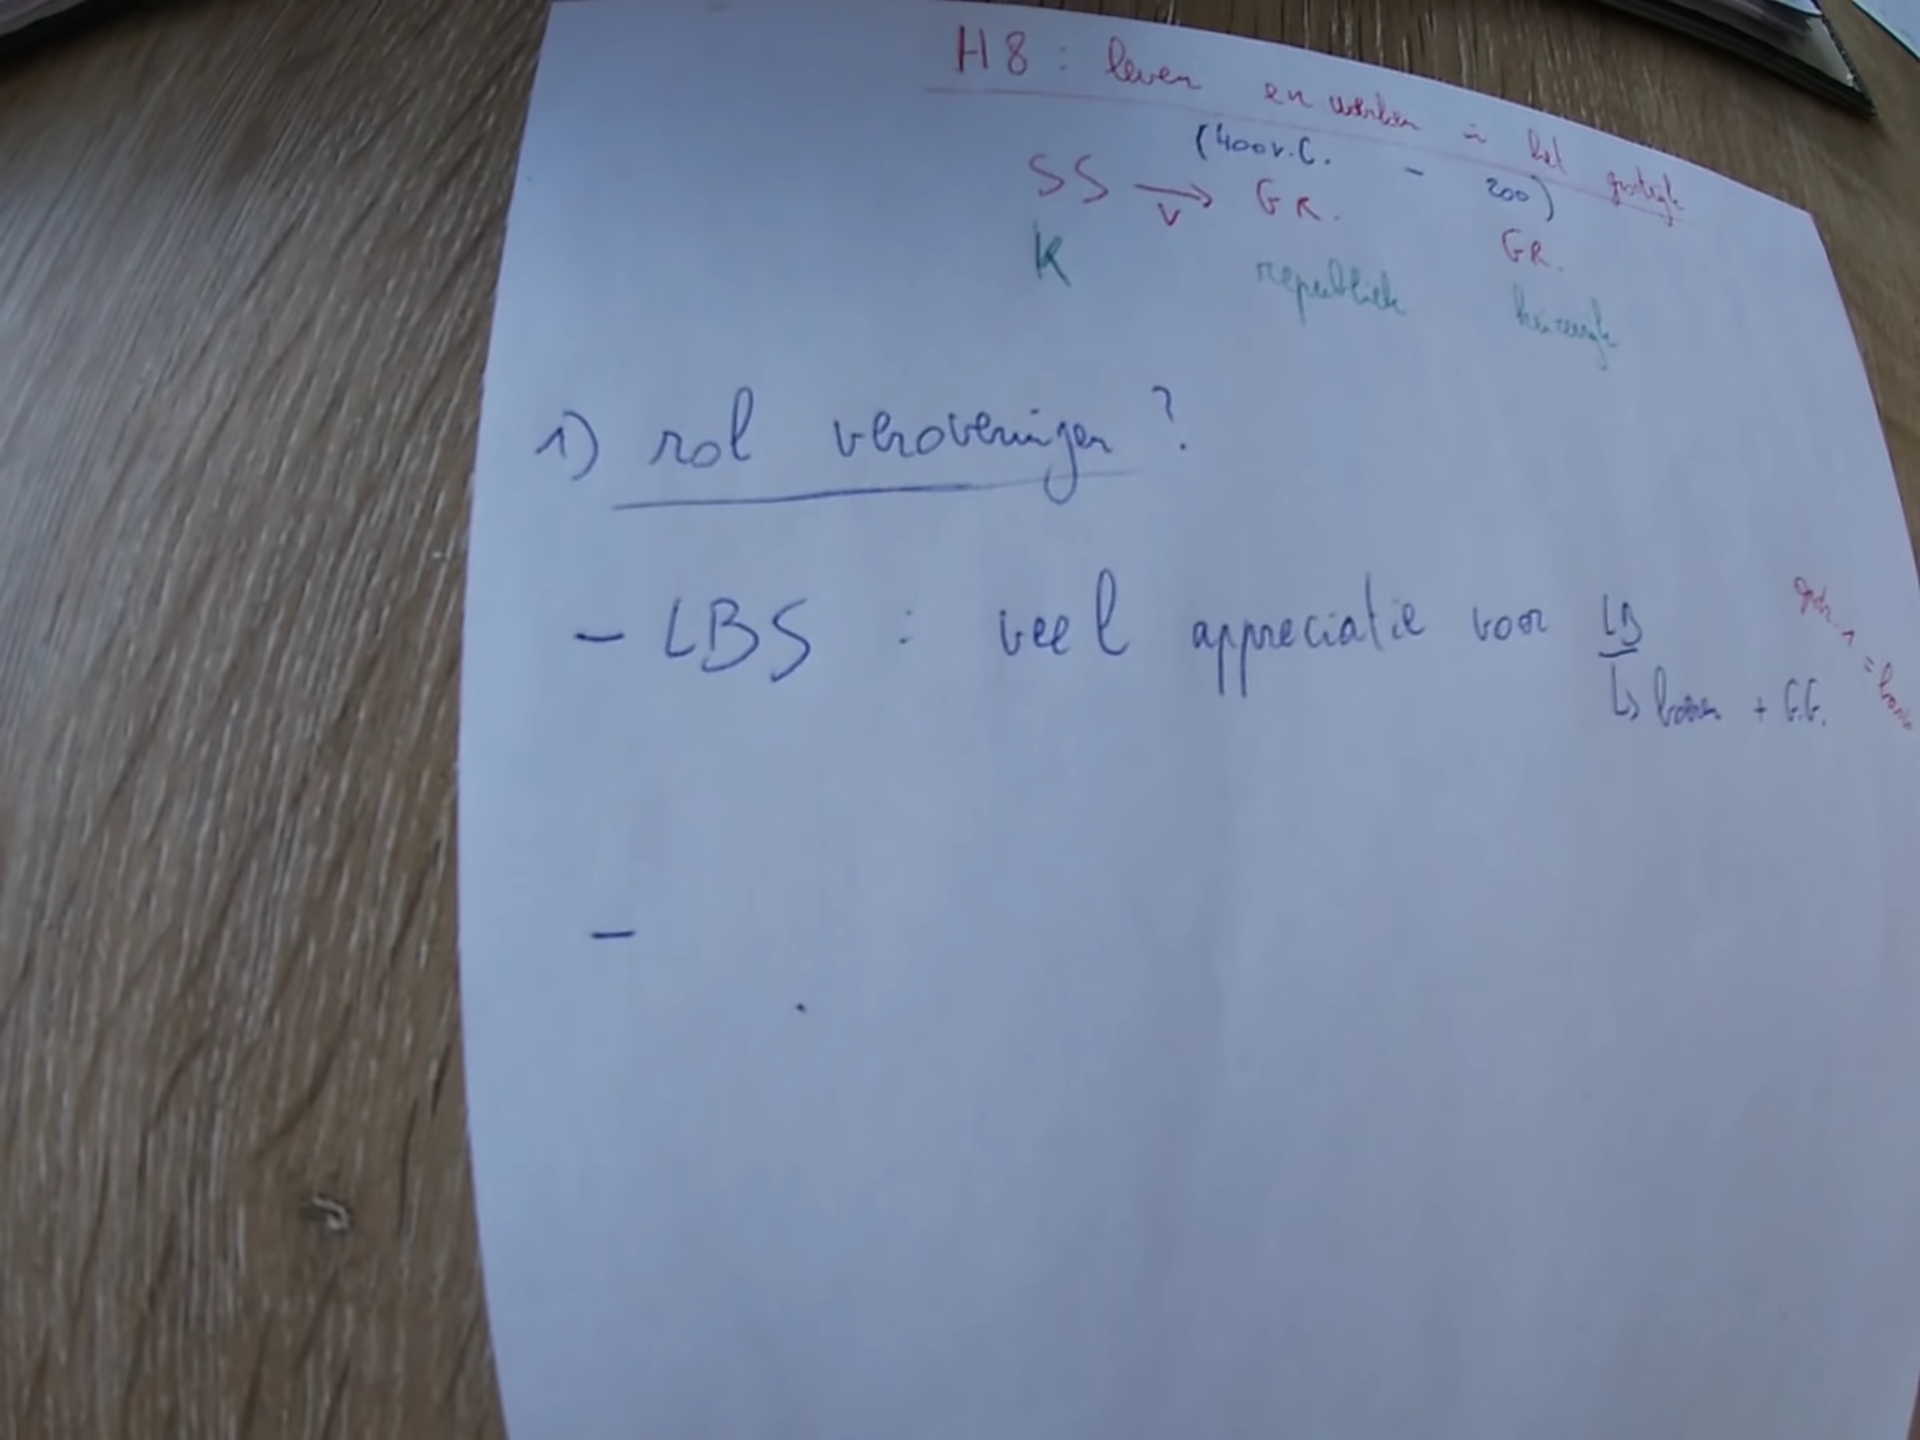 H8 : leven en werken in het grootrijk
(400 v.C. - 200)
SS → GR. GR.
V
K republiek keizerrijk
1) rol veroveringen ?
- LBS : veel appreciatie voor LB
↳ boeren + G.G.
= 
-